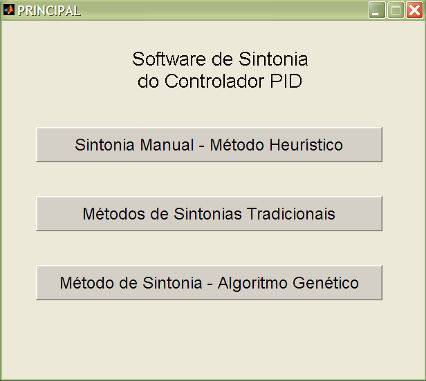 PRINCIPAL
Software de Sintonia
do Controlador PID
Sintonia Manual - Método Heurístico
Métodos de Sintonias Tradicionais
Método de Sintonia - Algoritmo Genético